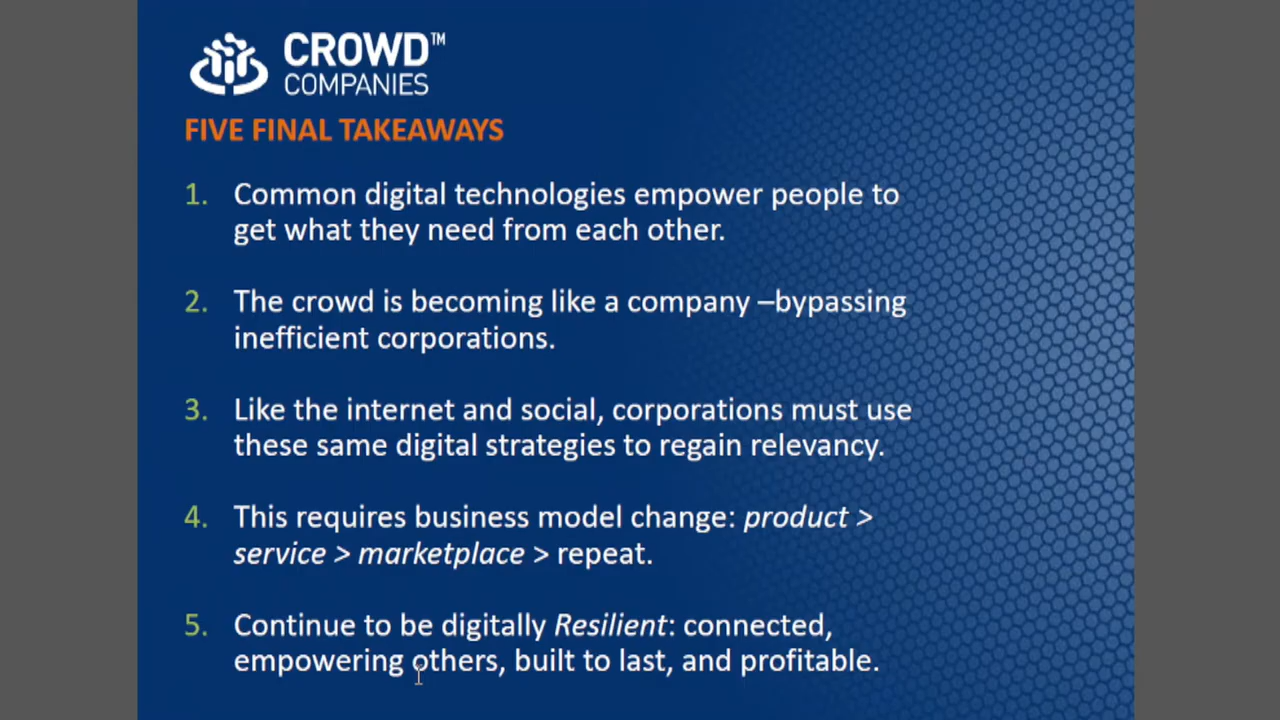 CROWD™
COMPANIES
FIVE FINAL TAKEAWAYS
1. Common digital technologies empower people to
get what they need from each other.
2. The crowd is becoming like a company –bypassing
inefficient corporations.
3. Like the internet and social, corporations must use
these same digital strategies to regain relevancy.
4. This requires business model change: product >
service > marketplace > repeat.
5. Continue to be digitally Resilient: connected,
empowering others, built to last, and profitable.